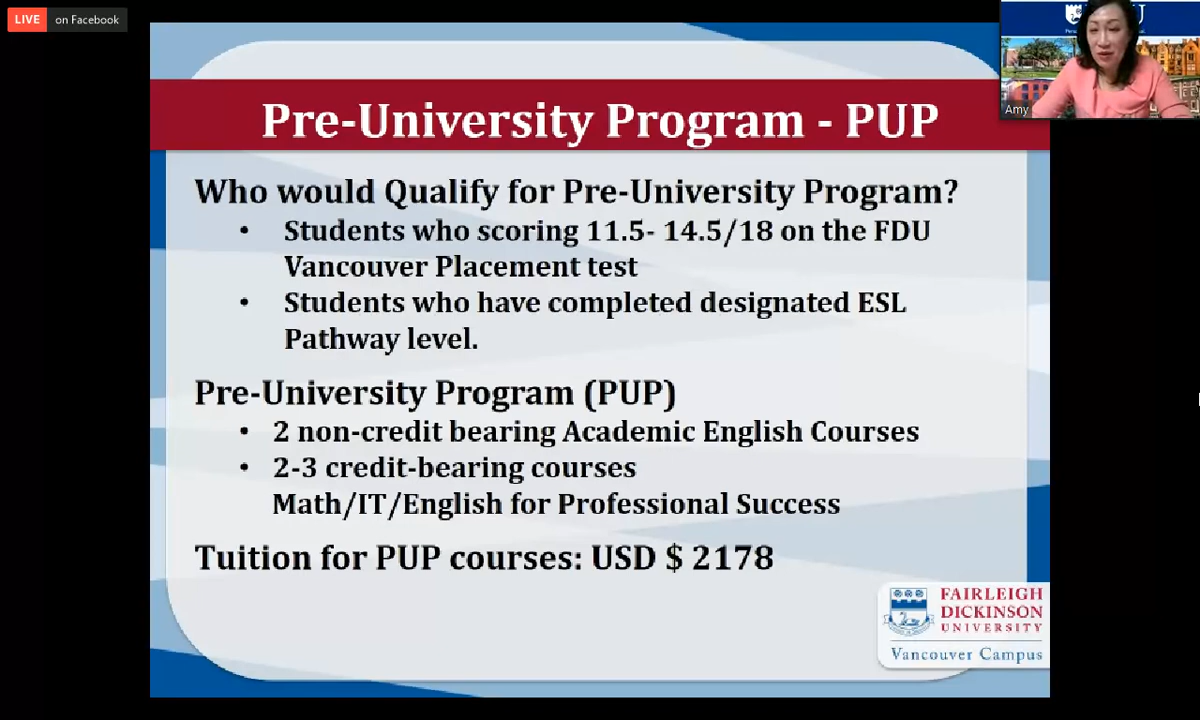 LIVE on Facebook
Pre-University Program - PUP
Who would Qualify for Pre-University Program?
• Students who scoring 11.5- 14.5/18 on the FDU
Vancouver Placement test
• Students who have completed designated ESL
Pathway level.
Pre-University Program (PUP)
• 2 non-credit bearing Academic English Courses
• 2-3 credit-bearing courses
Math/IT/English for Professional Success
Tuition for PUP courses: USD $ 2178
Amy
FAIRLEIGH
DICKINSON
UNIVERSITY
Vancouver Campus